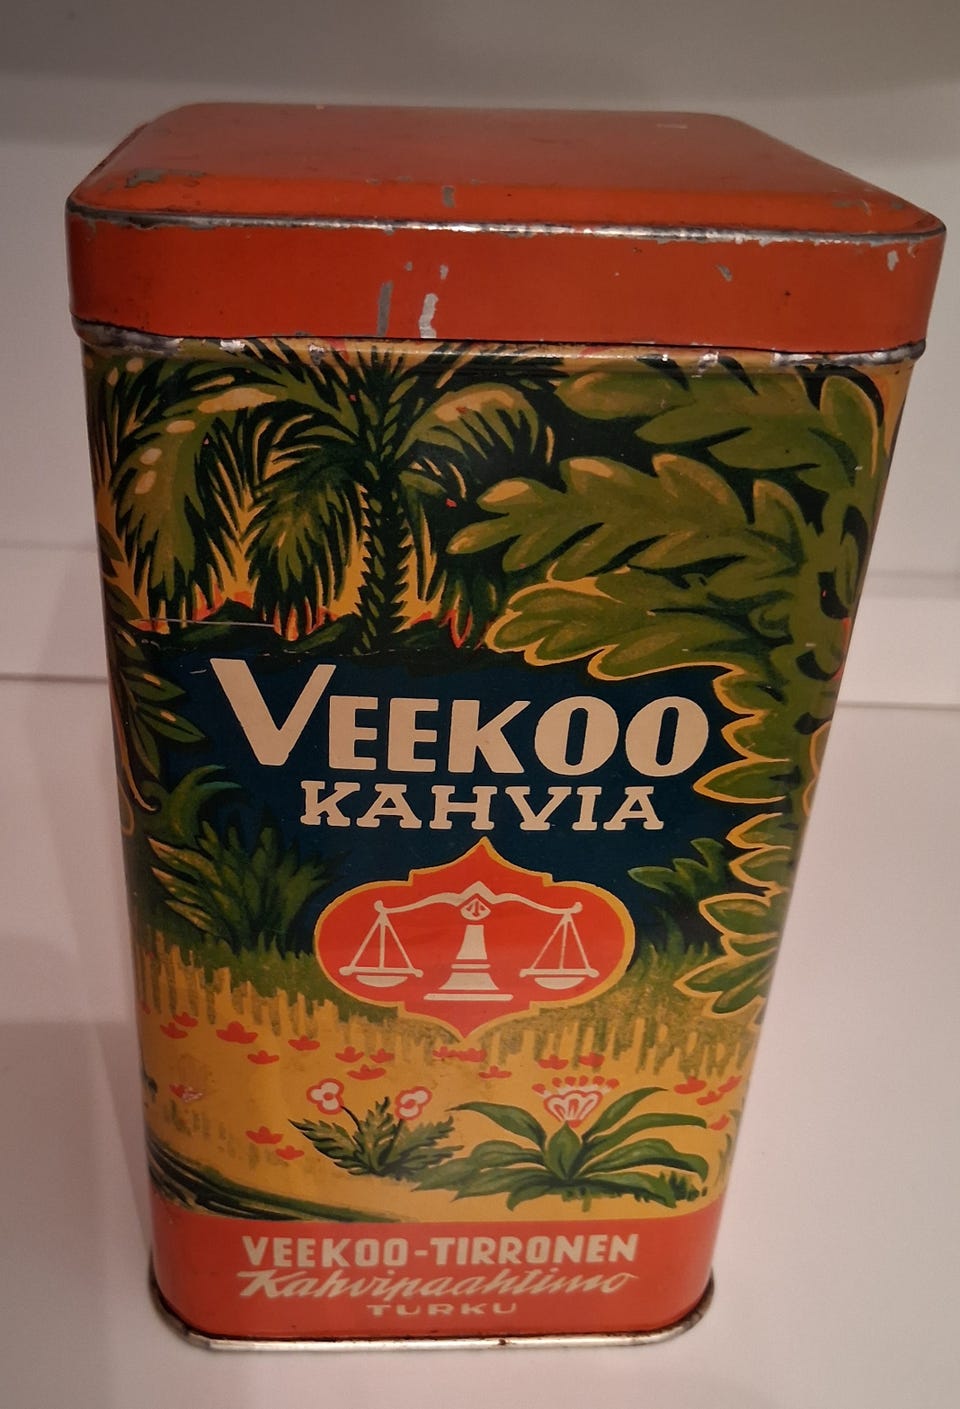 VEEKOO
KAHVIA
VEEKOO-TIRRONEN
Kahvipaahtimo
TURKU